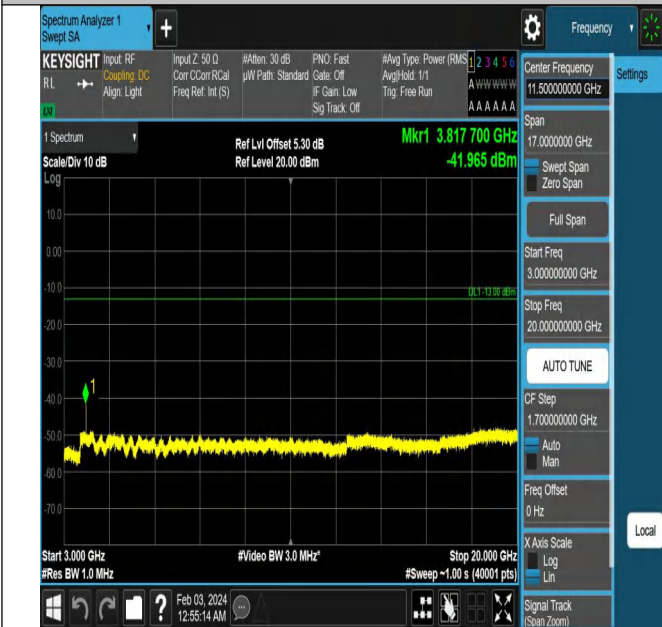 Spectrum Analyzer 1
Swept SA
Frequency
KEYSIGHT
RL
Input: RF
Coupling: DC
Align: Light
Input Z: 50 Ω
Corr CCorr RCal
Freq Ref: Int (S)
#Atten: 30 dB
µW Path: Standard
PNO: Fast
Gate: Off
IF Gain: Low
Sig Track: Off
#Avg Type: Power (RMS
Avg|Hold: 1/1
Trig: Free Run
1 2 3 4 5 6
A W W W W W
A A A A A A
1 Spectrum
Scale/Div 10 dB
Log
Ref Lvl Offset 5.30 dB
Ref Level 20.00 dBm
Mkr1 3.817 700 GHz
-41.965 dBm
10.0
0.00
-10.0
DL1 -13.00 dBm
-20.0
-30.0
1
-40.0
-50.0
-60.0
-70.0
Start 3.000 GHz
#Res BW 1.0 MHz
#Video BW 3.0 MHz*
Stop 20.000 GHz
#Sweep ~1.00 s (40001 pts)
Feb 03, 2024
12:55:14 AM
?
Center Frequency
11.500000000 GHz
Settings
Span
17.0000000 GHz
Swept Span
Zero Span
Full Span
Start Freq
3.000000000 GHz
Stop Freq
20.000000000 GHz
AUTO TUNE
CF Step
1.700000000 GHz
Auto
Man
Freq Offset
0 Hz
X Axis Scale
Log
Lin
Local
Signal Track
(Span Zoom)